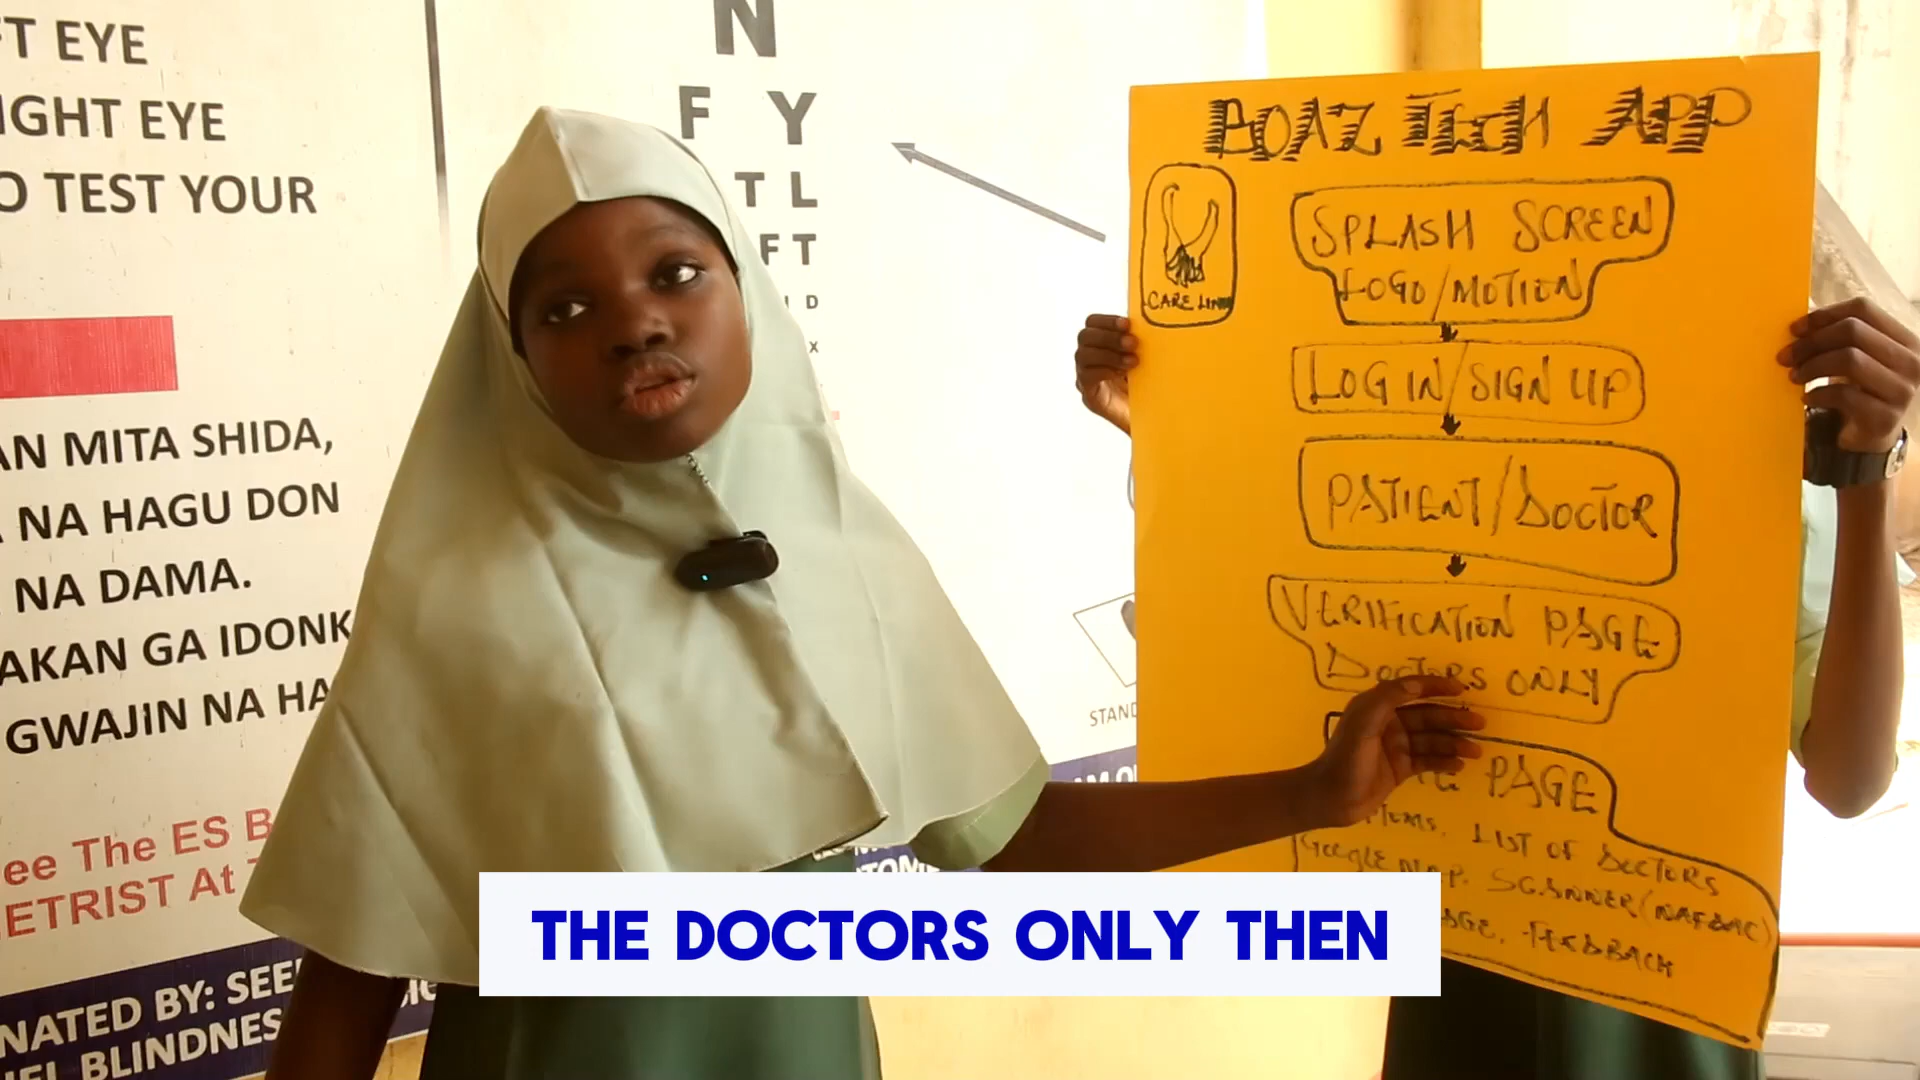 FT EYE
IGHT EYE
O TEST YOUR
AN MITA SHIDA,
NA HAGU DON
NA DAMA.
AKAN GA IDONK
GWAJIN NA HA
ee The ES B
ETRIST At
NATED BY: SEE
BLINDNES
N
F Y
T L
F T
I D
X
STAND
BOAZ TECH APP
CARE LINK
SPLASH SCREEN
LOGO/MOTION
LOG IN/SIGN UP
PATIENT/DOCTOR
VERIFICATION PAGE
DOCTORS ONLY
PAGE
LIST OF DOCTORS
GOOGLE MAP. SCANNER (NAFDAC)
FEEDBACK
THE DOCTORS ONLY THEN